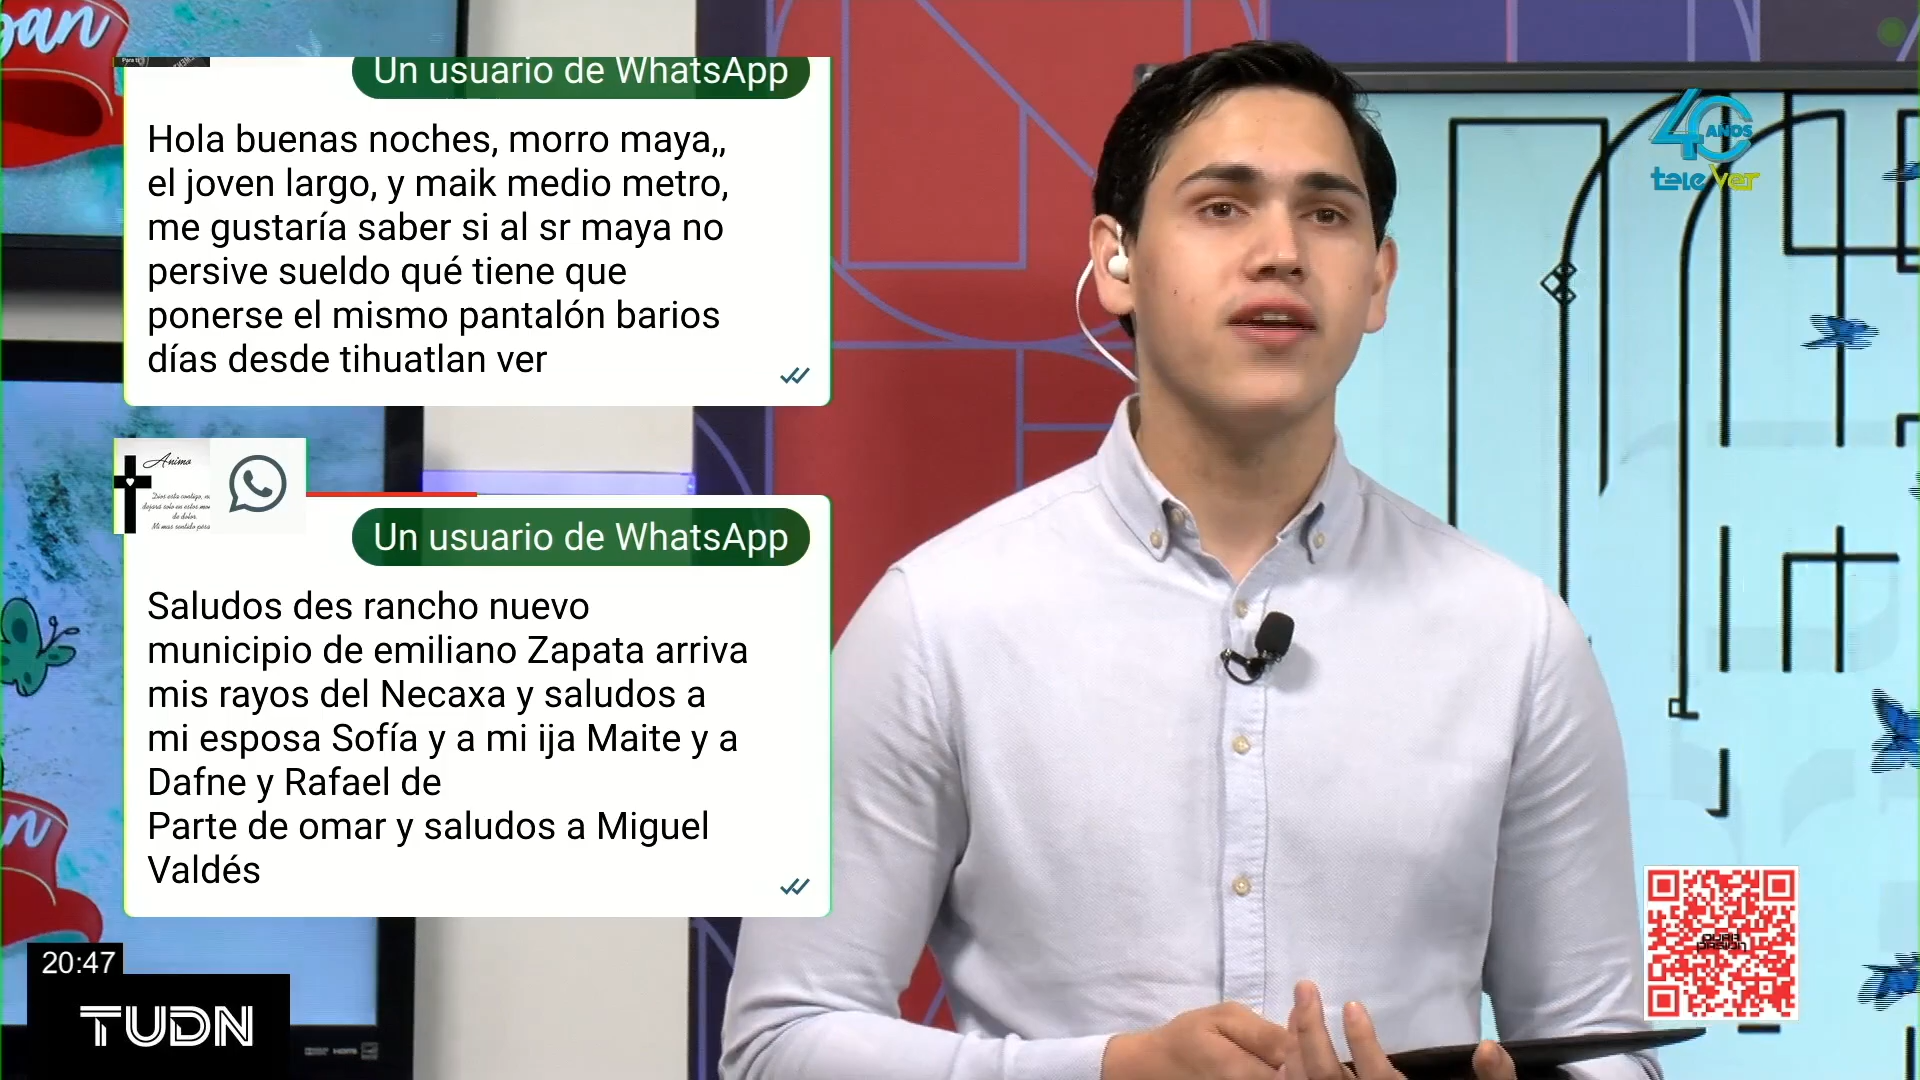 gan
Un usuario de WhatsApp
Hola buenas noches, morro maya,,
el joven largo, y maik medio metro,
me gustaría saber si al sr maya no
persive sueldo qué tiene que
ponerse el mismo pantalón barios
días desde tihuatlan ver
Animo
Un usuario de WhatsApp
Saludos des rancho nuevo
municipio de emiliano Zapata arriva
mis rayos del Necaxa y saludos a
mi esposa Sofía y a mi ija Maite y a
Dafne y Rafael de
Parte de omar y saludos a Miguel
Valdés
20:47
TUDN
40 AÑOS
teleVer